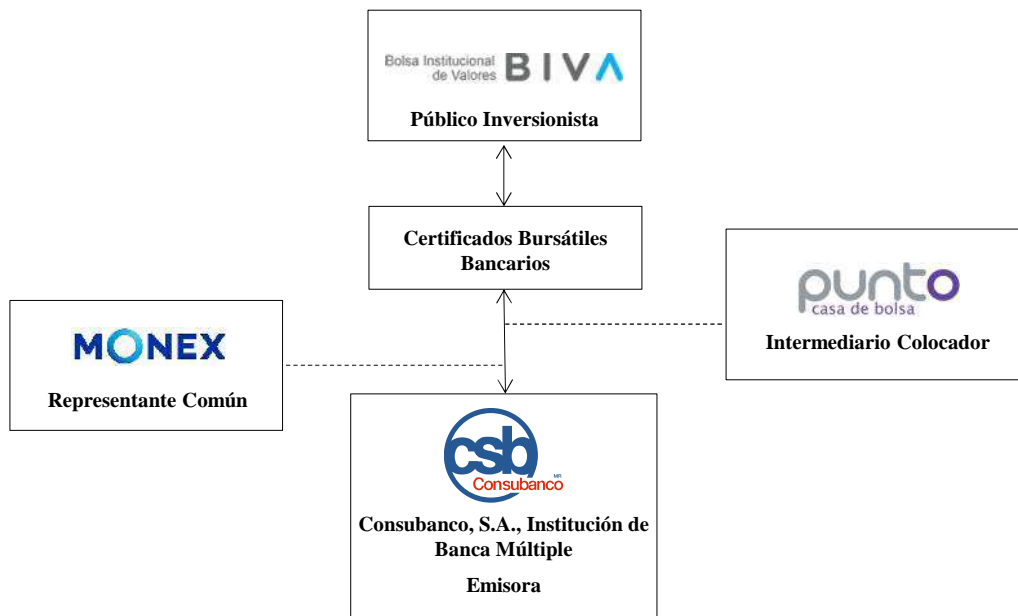 Bolsa Institucional
de Valores
BIVA
Público Inversionista
Certificados Bursátiles
Bancarios
punto
casa de bolsa
Intermediario Colocador
MONEX
Representante Común
csb
MR
Consubanco
Consubanco, S.A., Institución de
Banca Múltiple
Emisora